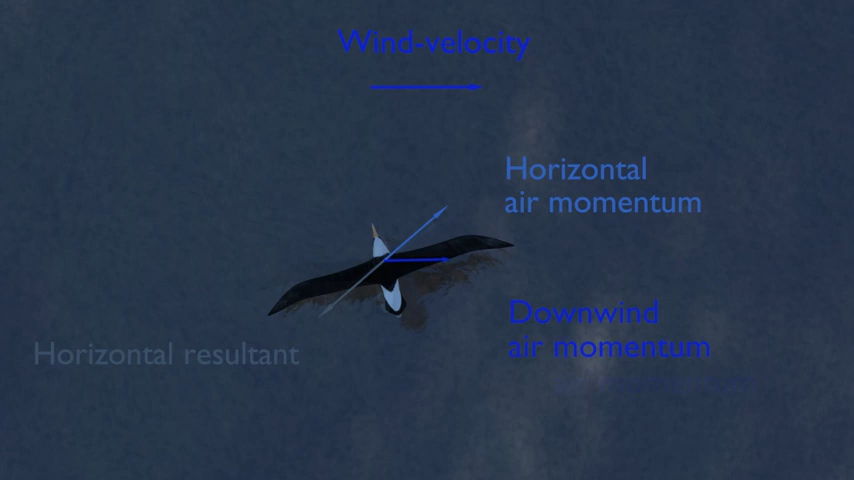 Wind-velocity
Horizontal
air momentum
Downwind
air momentum
Horizontal resultant